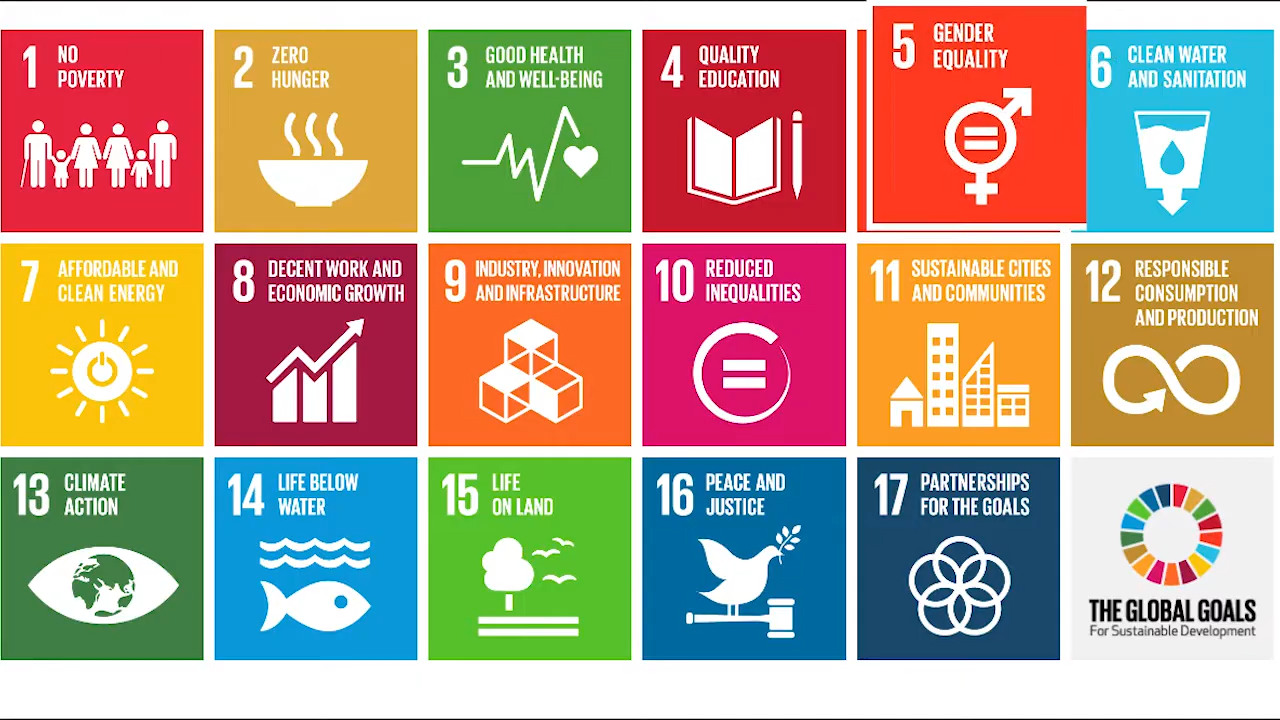 1 NO
POVERTY
2 ZERO
HUNGER
3 GOOD HEALTH
AND WELL-BEING
4 QUALITY
EDUCATION
5 GENDER
EQUALITY
6 CLEAN WATER
AND SANITATION
7 AFFORDABLE AND
CLEAN ENERGY
8 DECENT WORK AND
ECONOMIC GROWTH
9 INDUSTRY, INNOVATION
AND INFRASTRUCTURE
10 REDUCED
INEQUALITIES
11 SUSTAINABLE CITIES
AND COMMUNITIES
12 RESPONSIBLE
CONSUMPTION
AND PRODUCTION
13 CLIMATE
ACTION
14 LIFE BELOW
WATER
15 LIFE
ON LAND
16 PEACE AND
JUSTICE
17 PARTNERSHIPS
FOR THE GOALS
THE GLOBAL GOALS
For Sustainable Development